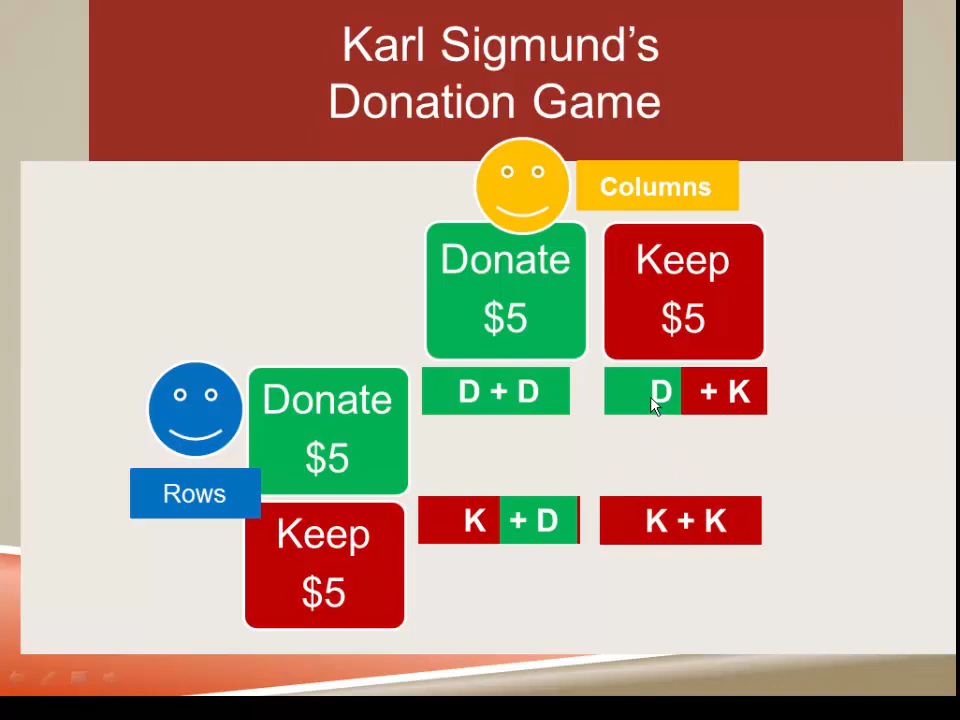 Karl Sigmund’s
Donation Game
Columns
Donate
$5
Keep
$5
Donate
$5
D + D
D + K
Rows
Keep
$5
K + D
K + K